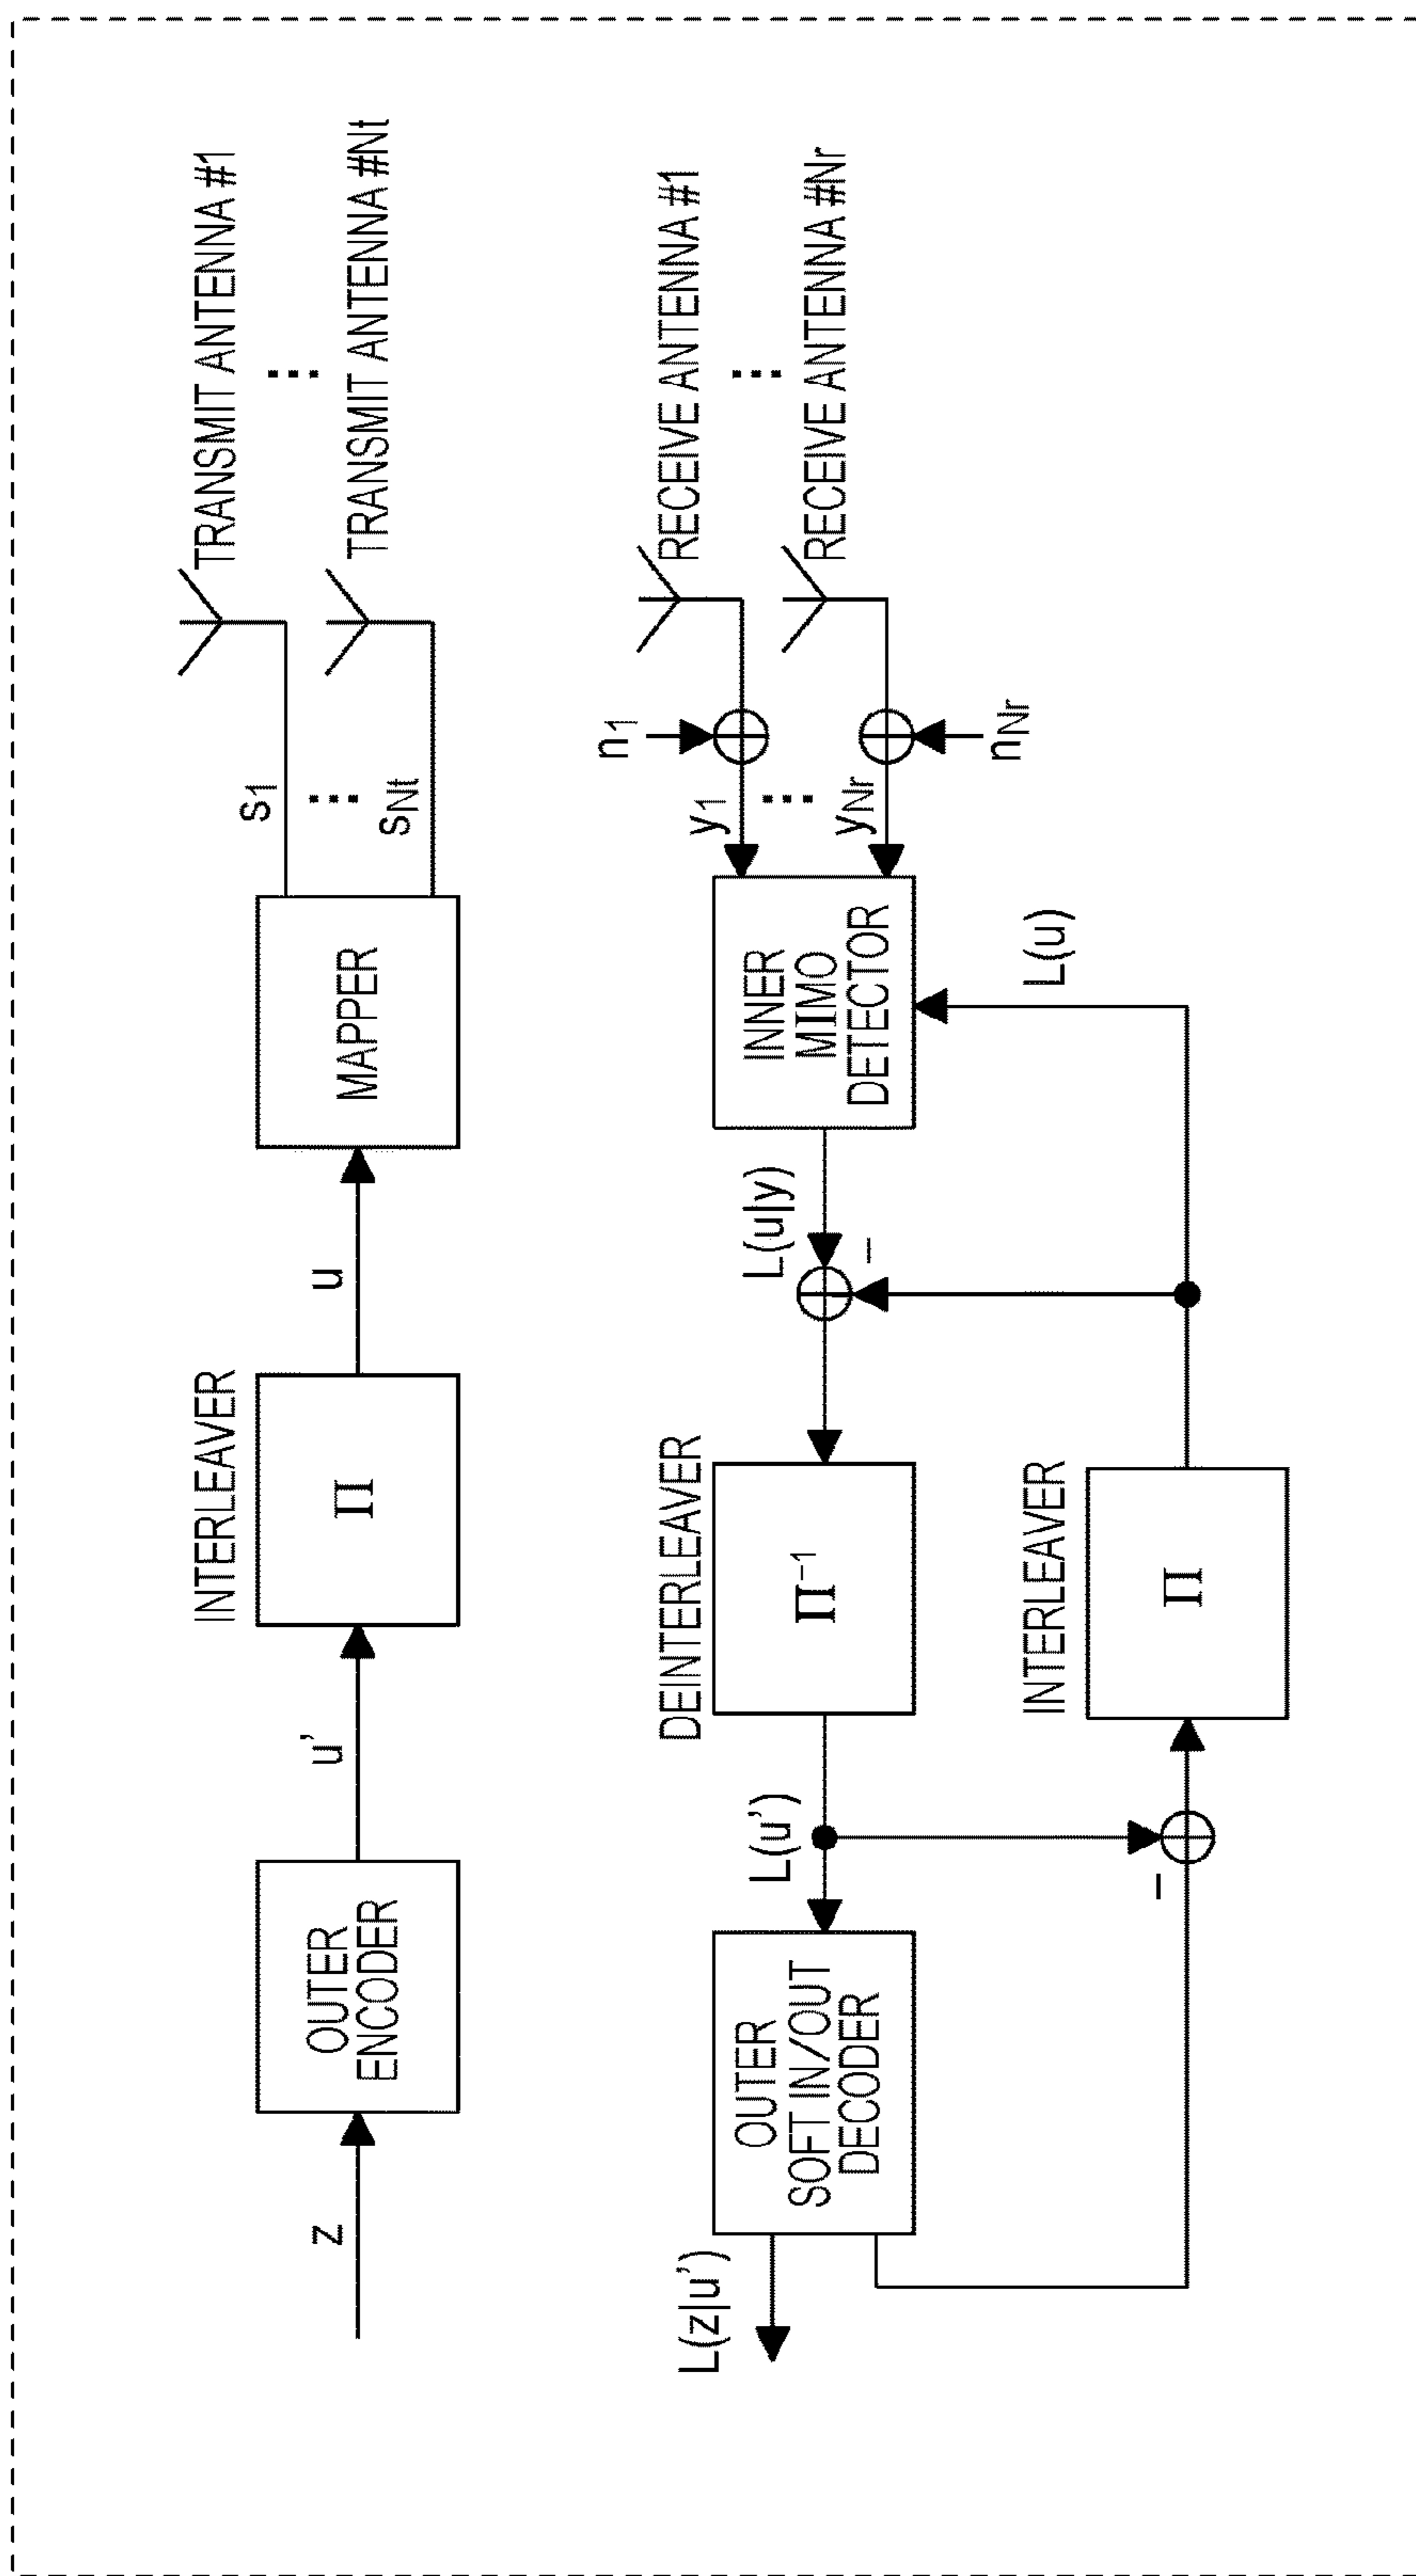 TRANSMIT ANTENNA #1
TRANSMIT ANTENNA #Nt
INTERLEAVER
z
OUTER
ENCODER
u'
Π
u
MAPPER
s1
sNt
RECEIVE ANTENNA #1
RECEIVE ANTENNA #Nr
n1
nNr
y1
yNr
INNER
MIMO
DETECTOR
L(u|y)
−
L(u)
DEINTERLEAVER
Π−1
L(u')
INTERLEAVER
Π
−
OUTER
SOFT IN/OUT
DECODER
L(z|u')